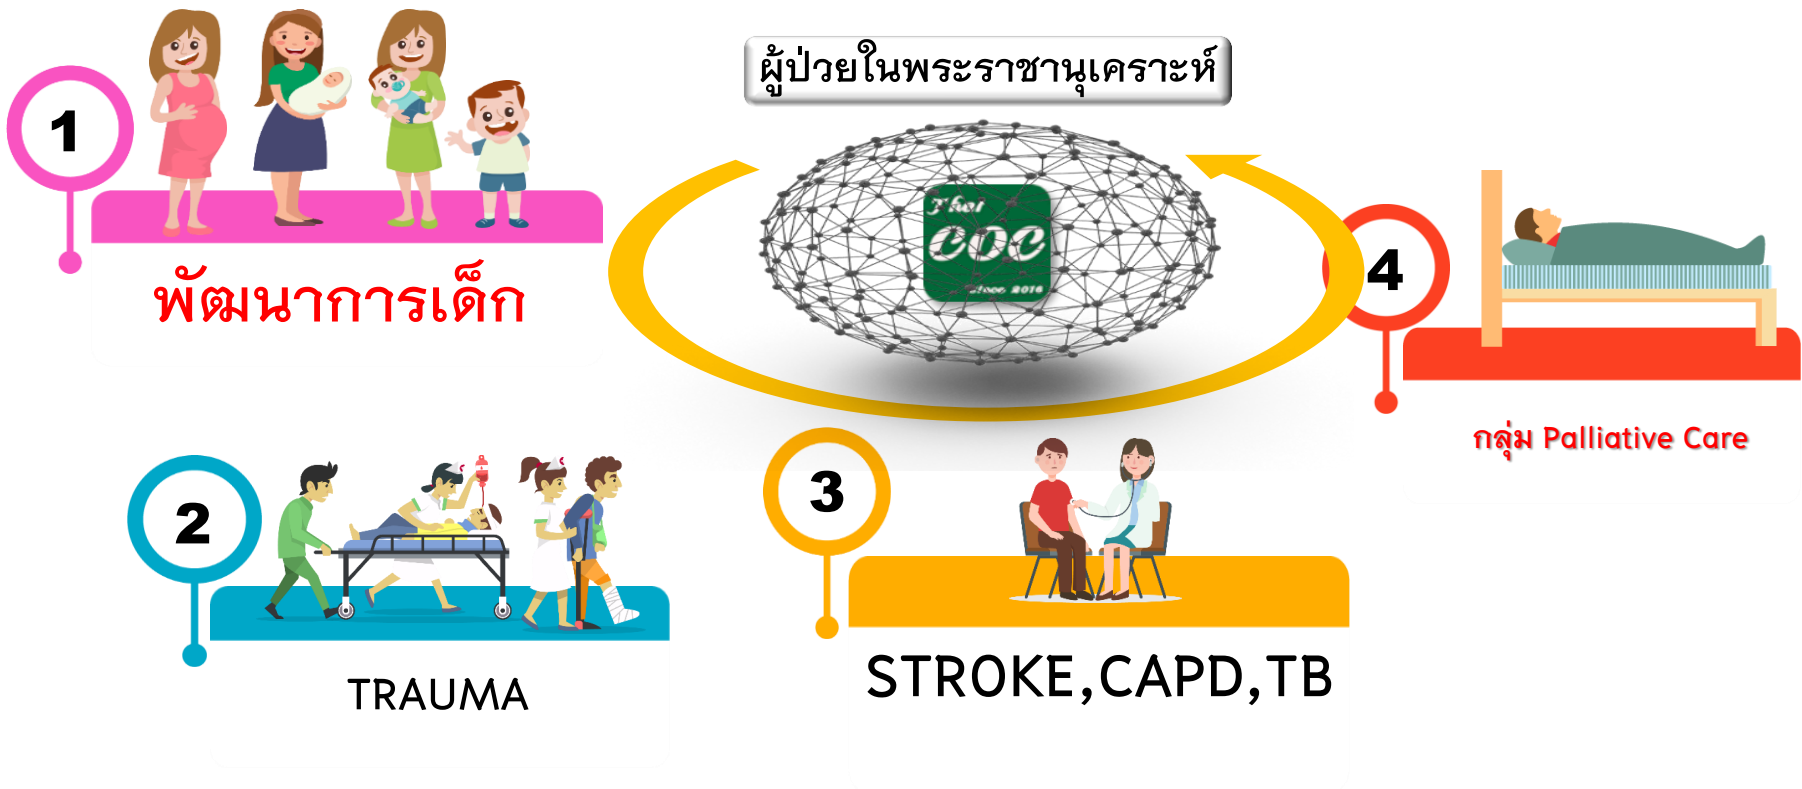 ผู้ป่วยในพระราชานุเคราะห์
1
Thai
COC
Since 2016
4
พัฒนาการเด็ก
กลุ่ม Palliative Care
2
3
TRAUMA
STROKE,CAPD,TB